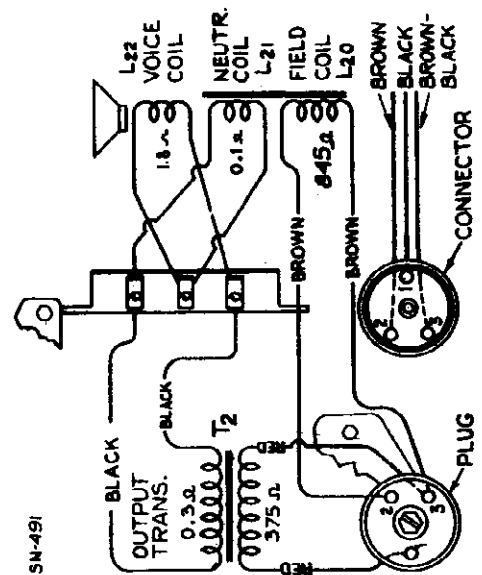 SN-491
L22
VOICE
COIL
1.8Ω
NEUTR.
COIL
L21
0.1Ω
FIELD
COIL
L20
845Ω
BROWN
BLACK
BROWN-
BLACK
CONNECTOR
2
3
BLACK
BLACK
BROWN
BROWN
OUTPUT
TRANS.
T2
0.3Ω
375Ω
RED
RED
2
3
PLUG